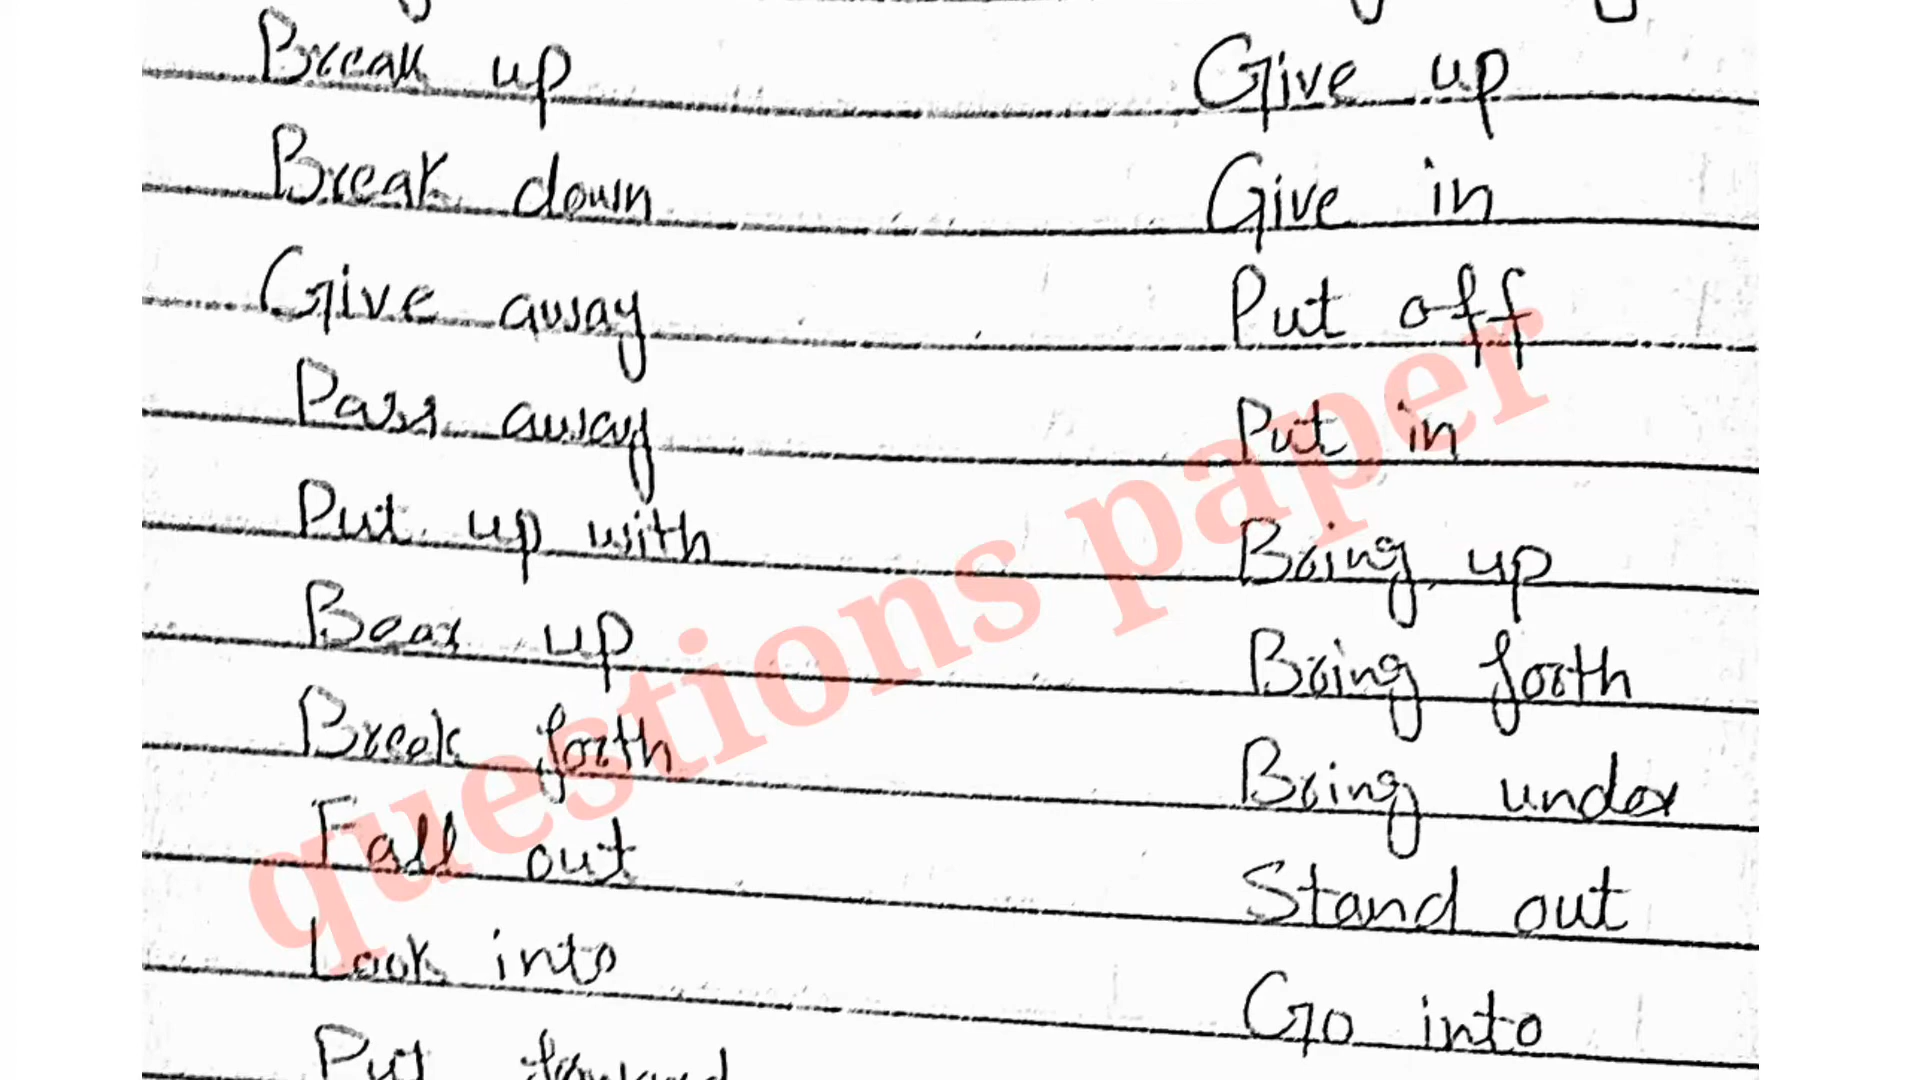 Break up Give up
Break down Give in
Give away Put off
Pass away Put in
Put up with Bring up
Bear up Bring forth
Break forth Bring under
Fall out Stand out
Look into Go into
Put forward
questions paper